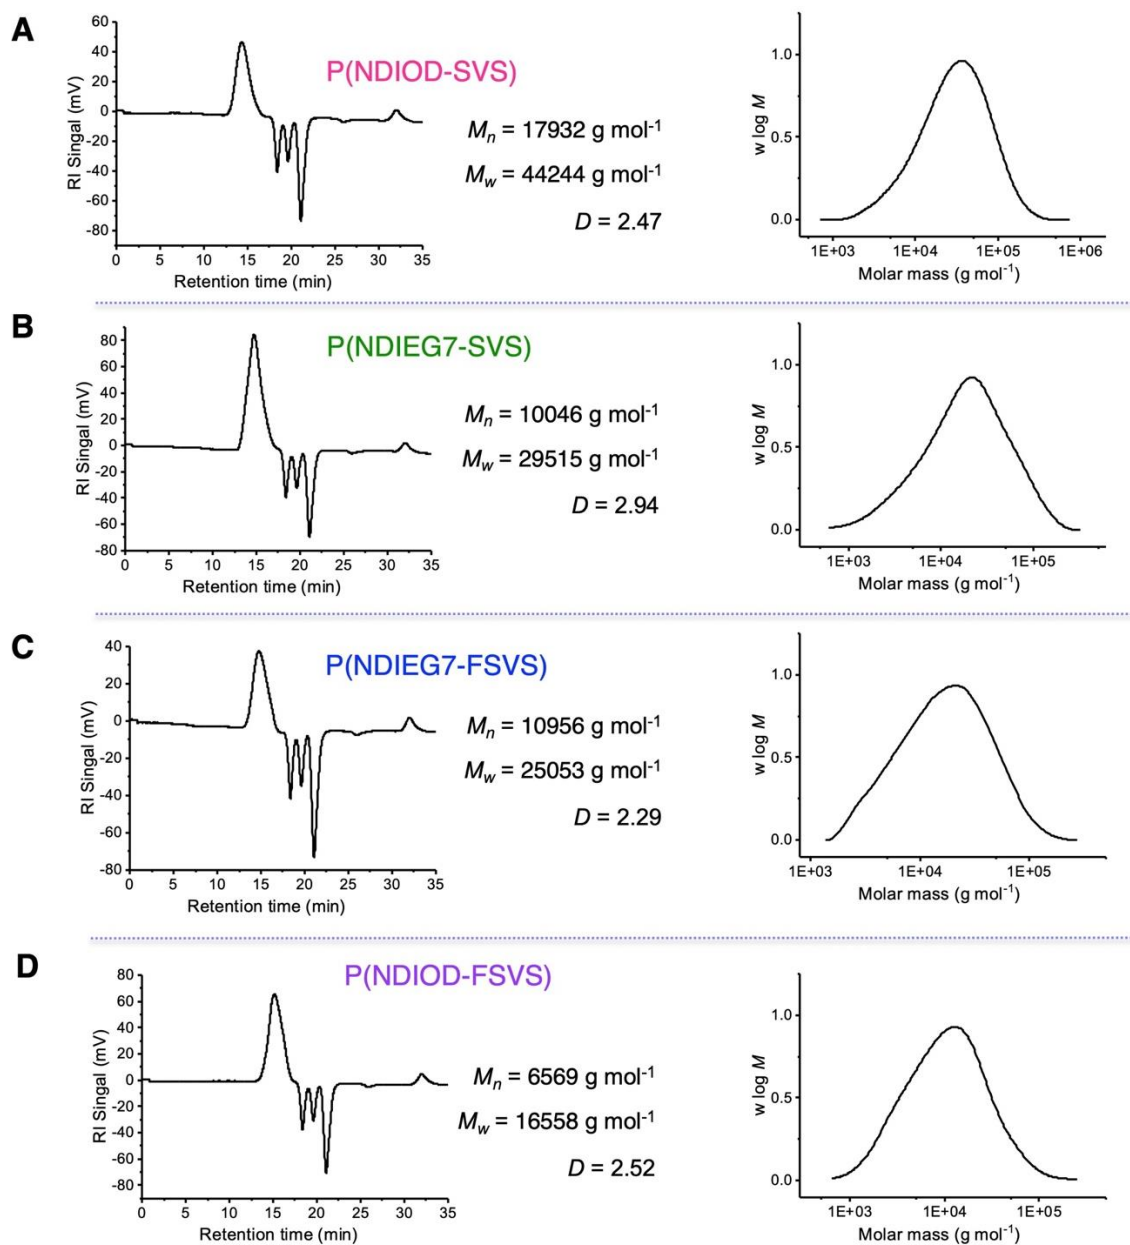 A
P(NDIOD-SVS)
Mn = 17932 g mol-1
Mw = 44244 g mol-1
D = 2.47
RI Singal (mV)
60
40
20
0
-20
-40
-60
-80
0 5 10 15 20 25 30 35
Retention time (min)
w log M
1.0
0.5
0.0
1E+03 1E+04 1E+05 1E+06
Molar mass (g mol-1)
B
P(NDIEG7-SVS)
Mn = 10046 g mol-1
Mw = 29515 g mol-1
D = 2.94
RI Singal (mV)
80
60
40
20
0
-20
-40
-60
-80
0 5 10 15 20 25 30 35
Retention time (min)
w log M
1.0
0.5
0.0
1E+03 1E+04 1E+05
Molar mass (g mol-1)
C
P(NDIEG7-FSVS)
Mn = 10956 g mol-1
Mw = 25053 g mol-1
D = 2.29
RI Singal (mV)
40
20
0
-20
-40
-60
-80
0 5 10 15 20 25 30 35
Retention time (min)
w log M
1.0
0.5
0.0
1E+03 1E+04 1E+05
Molar mass (g mol-1)
D
P(NDIOD-FSVS)
Mn = 6569 g mol-1
Mw = 16558 g mol-1
D = 2.52
RI Singal (mV)
80
60
40
20
0
-20
-40
-60
-80
0 5 10 15 20 25 30 35
Retention time (min)
w log M
1.0
0.5
0.0
1E+03 1E+04 1E+05
Molar mass (g mol-1)